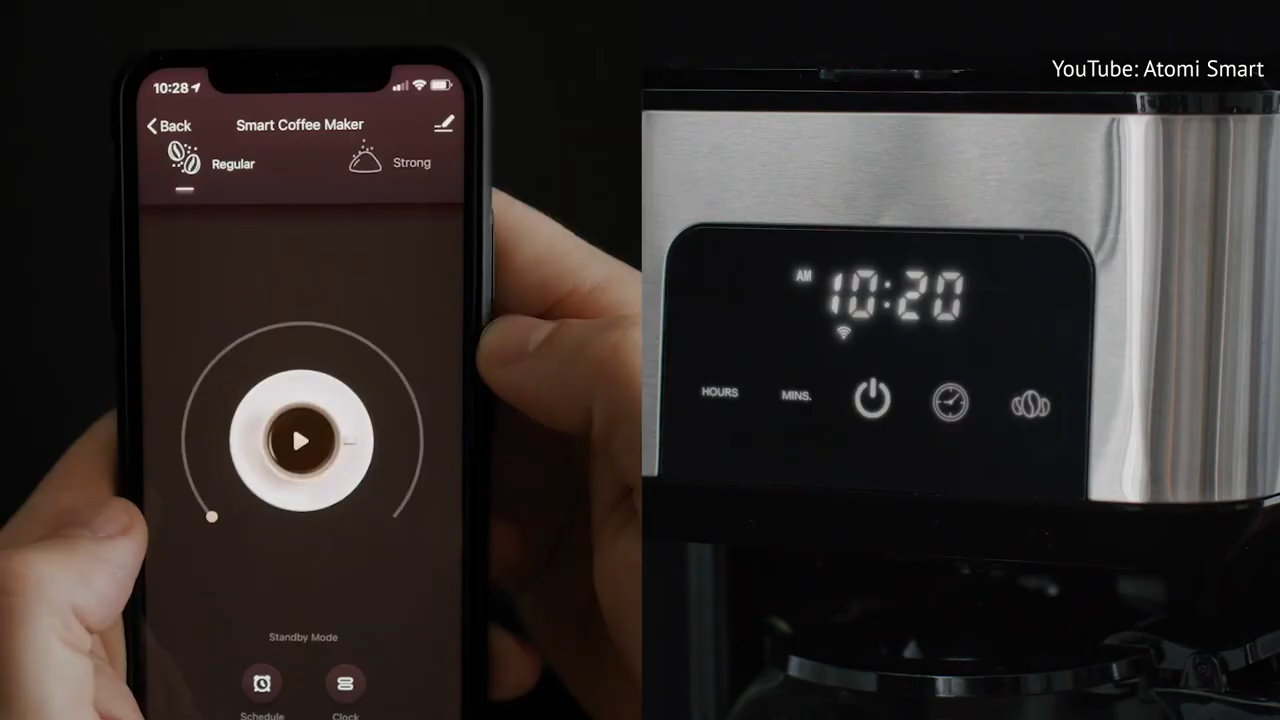 YouTube: Atomi Smart
10:28
Back
Smart Coffee Maker
Regular
Strong
Standby Mode
Schedule
Clock
AM
10:20
HOURS
MINS.